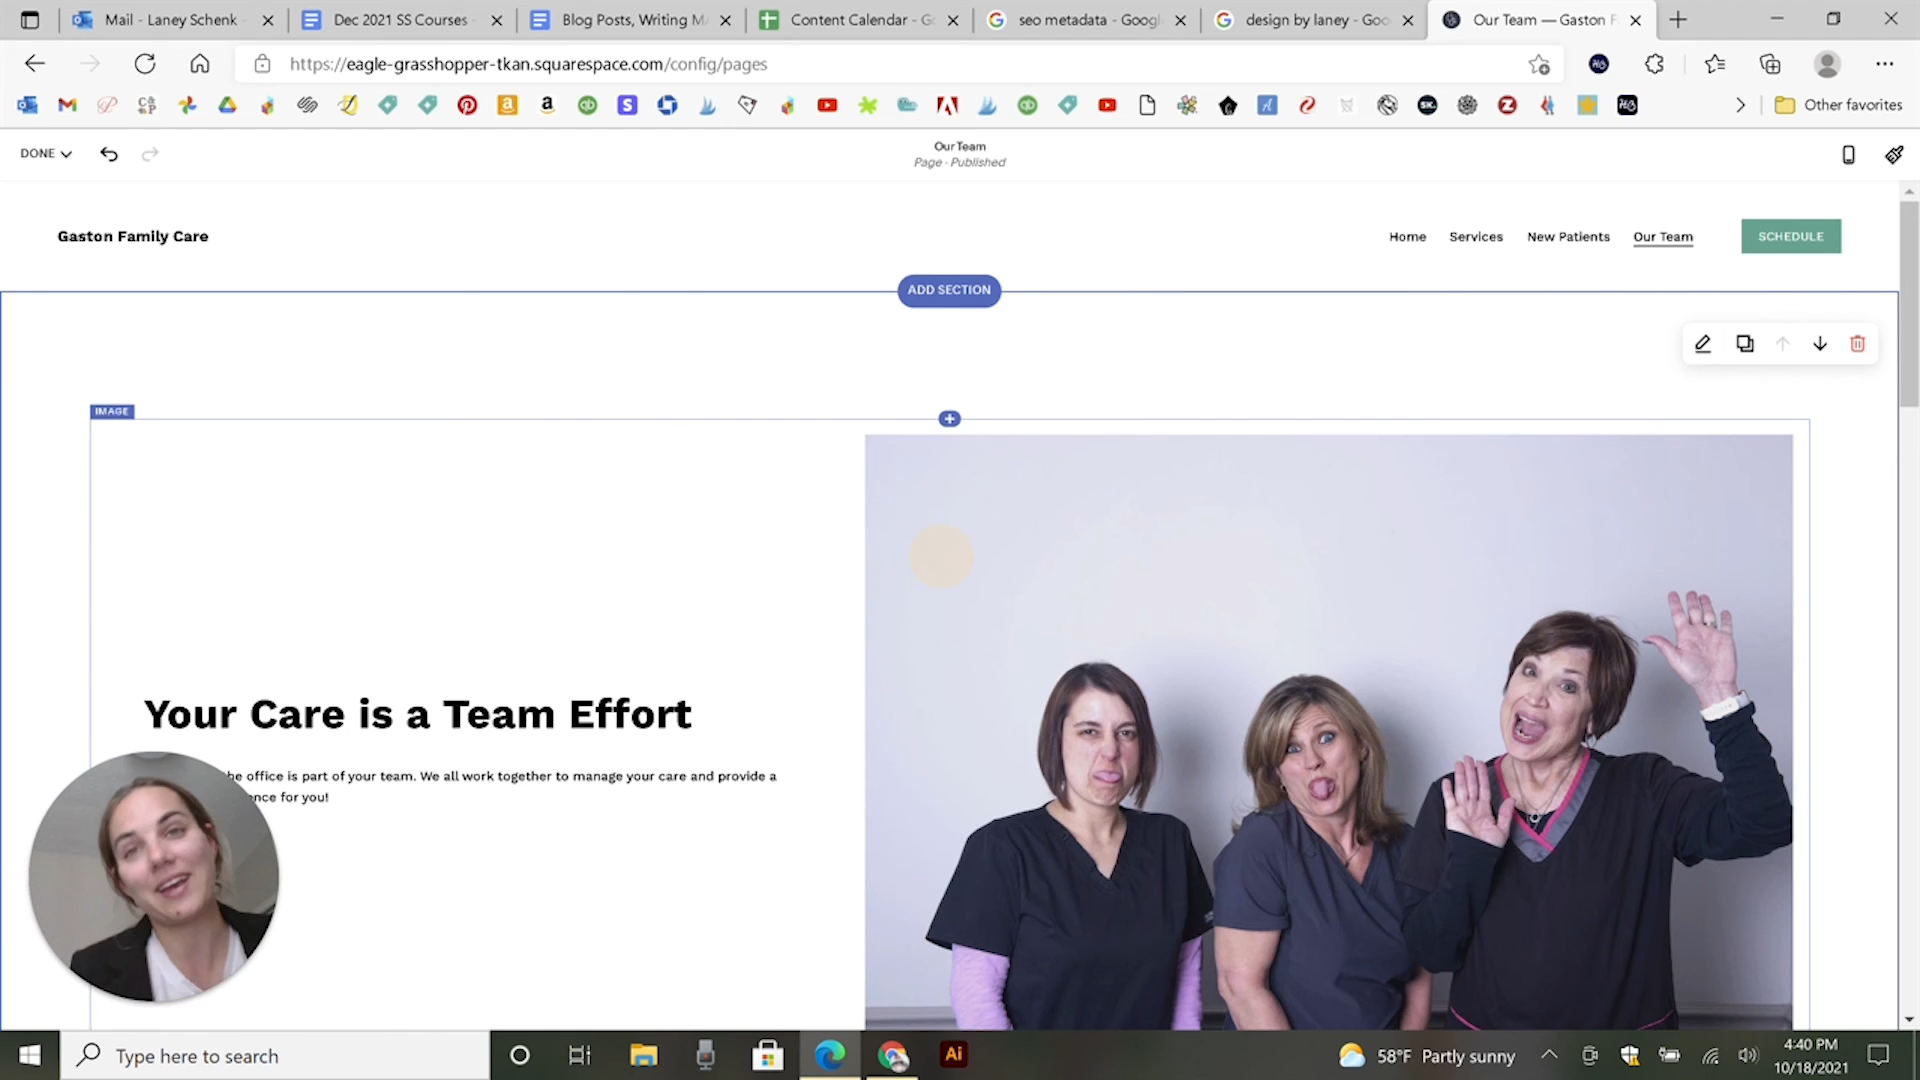 Mail - Laney Schenk -
Dec 2021 SS Courses -
Blog Posts, Writing M
Content Calendar - Go
seo metadata - Google
design by laney - Goo
Our Team — Gaston F
https://eagle-grasshopper-tkan.squarespace.com/config/pages
Other favorites
DONE
Our Team
Page · Published
Gaston Family Care
Home
Services
New Patients
Our Team
SCHEDULE
ADD SECTION
IMAGE
Your Care is a Team Effort
he office is part of your team. We all work together to manage your care and provide a
ence for you!
Type here to search
Ai
58°F Partly sunny
4:40 PM
10/18/2021